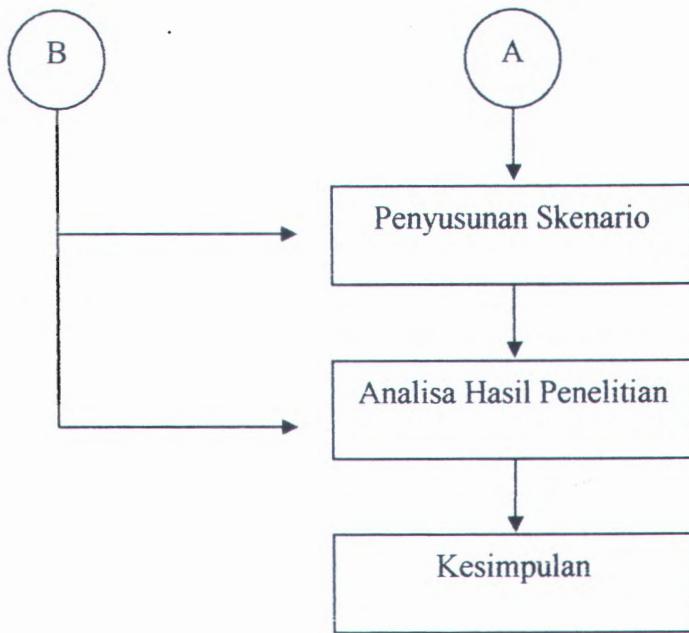 B
A
Penyusunan Skenario
Analisa Hasil Penelitian
Kesimpulan